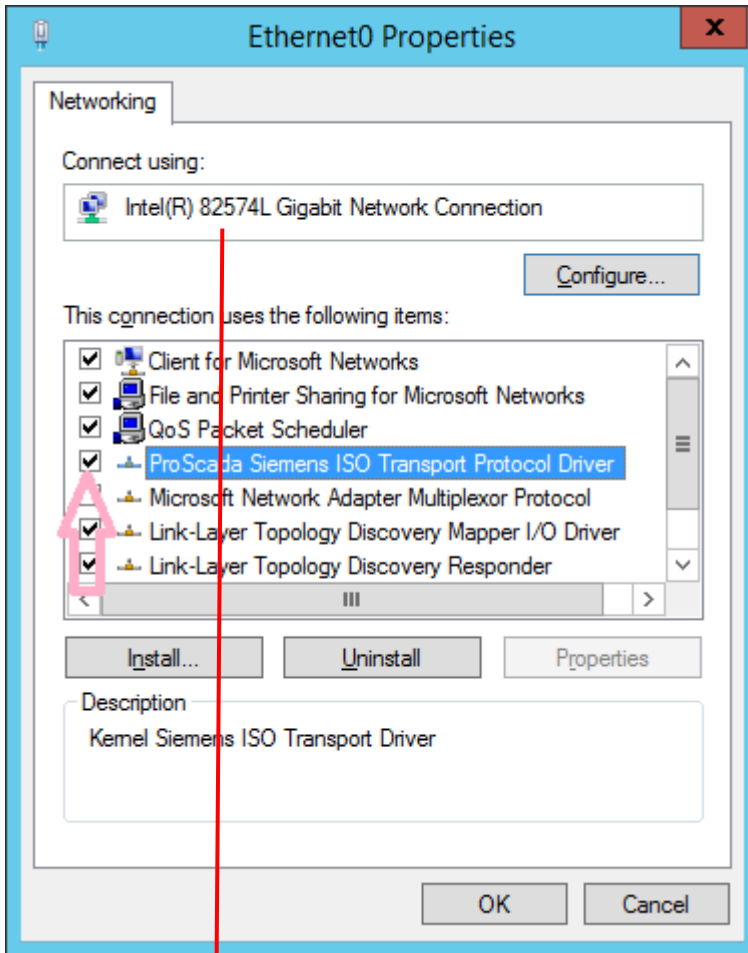 Ethernet0 Properties
x
Networking
Connect using:
Intel(R) 82574L Gigabit Network Connection
Configure...
This connection uses the following items:
Client for Microsoft Networks
File and Printer Sharing for Microsoft Networks
QoS Packet Scheduler
ProScada Siemens ISO Transport Protocol Driver
Microsoft Network Adapter Multiplexor Protocol
Link-Layer Topology Discovery Mapper I/O Driver
Link-Layer Topology Discovery Responder
Install...
Uninstall
Properties
Description
Kernel Siemens ISO Transport Driver
OK
Cancel